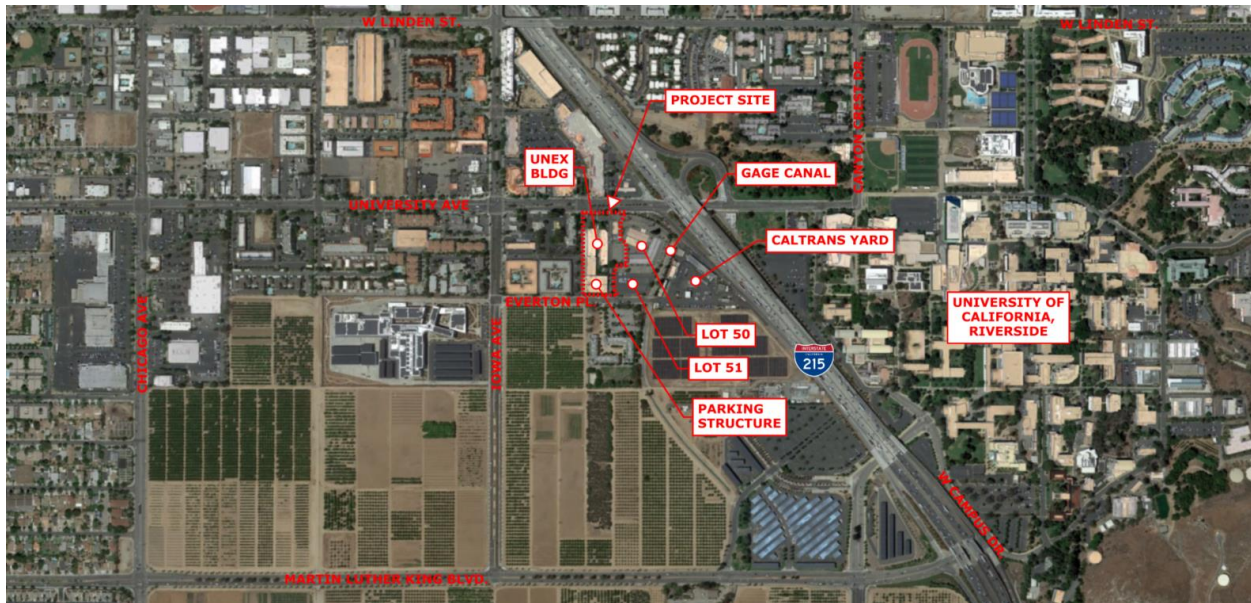 W LINDEN ST.
W LINDEN ST.
PROJECT SITE
CANYON CREST DR.
UNEX
BLDG
GAGE CANAL
UNIVERSITY AVE
CALTRANS YARD
EVERTON PL.
UNIVERSITY OF
CALIFORNIA,
RIVERSIDE
CHICAGO AVE
IOWA AVE
LOT 50
INTERSTATE
CALIFORNIA
215
LOT 51
PARKING
STRUCTURE
W CAMPUS DR.
MARTIN LUTHER KING BLVD.